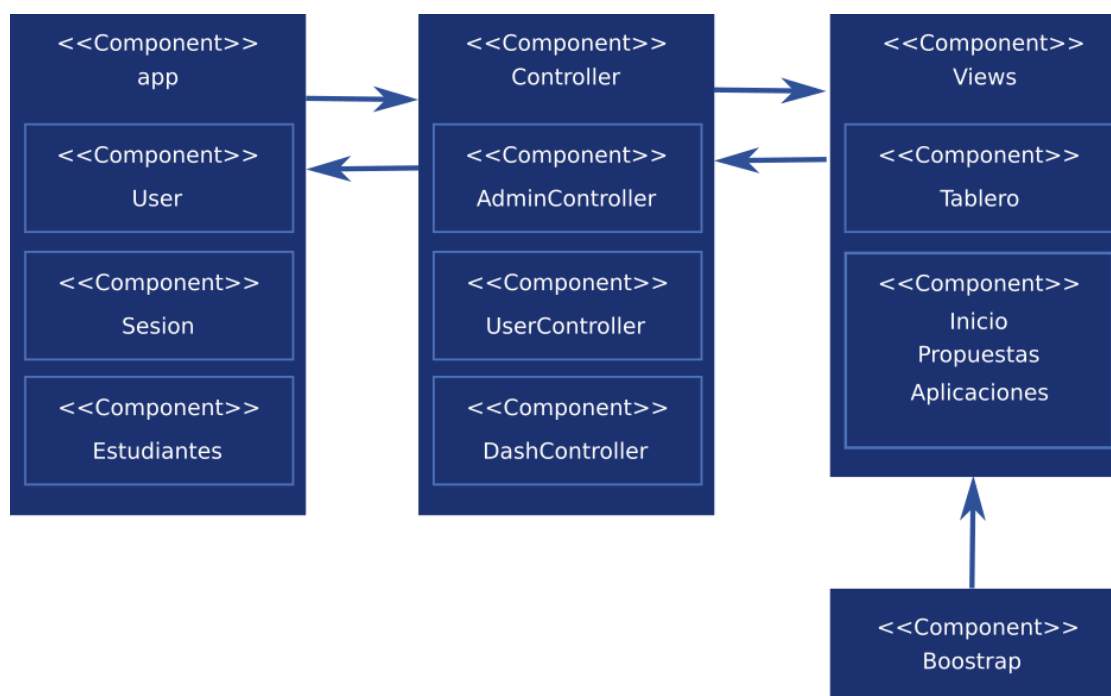 <<Component>>
app
<<Component>>
User
<<Component>>
Sesion
<<Component>>
Estudiantes
<<Component>>
Controller
<<Component>>
AdminController
<<Component>>
UserController
<<Component>>
DashController
<<Component>>
Views
<<Component>>
Tablero
<<Component>>
Inicio
Propuestas
Aplicaciones
<<Component>>
Boostrap